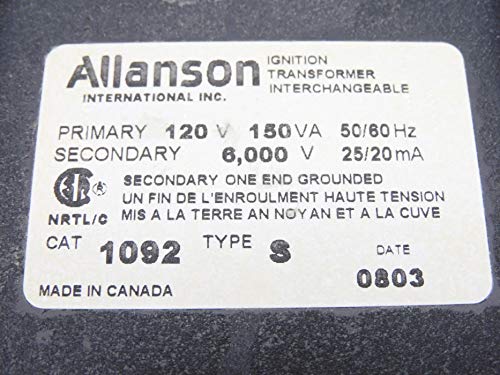 Allanson
INTERNATIONAL INC.
IGNITION
TRANSFORMER
INTERCHANGEABLE
PRIMARY 120 V 150 VA 50/60 Hz
SECONDARY 6,000 V 25/20 mA
SECONDARY ONE END GROUNDED
UN FIN DE L'ENROULMENT HAUTE TENSION
MIS A LA TERRE AN NOYAN ET A LA CUVE
NRTL/C
CAT 1092 TYPE S DATE
0803
MADE IN CANADA